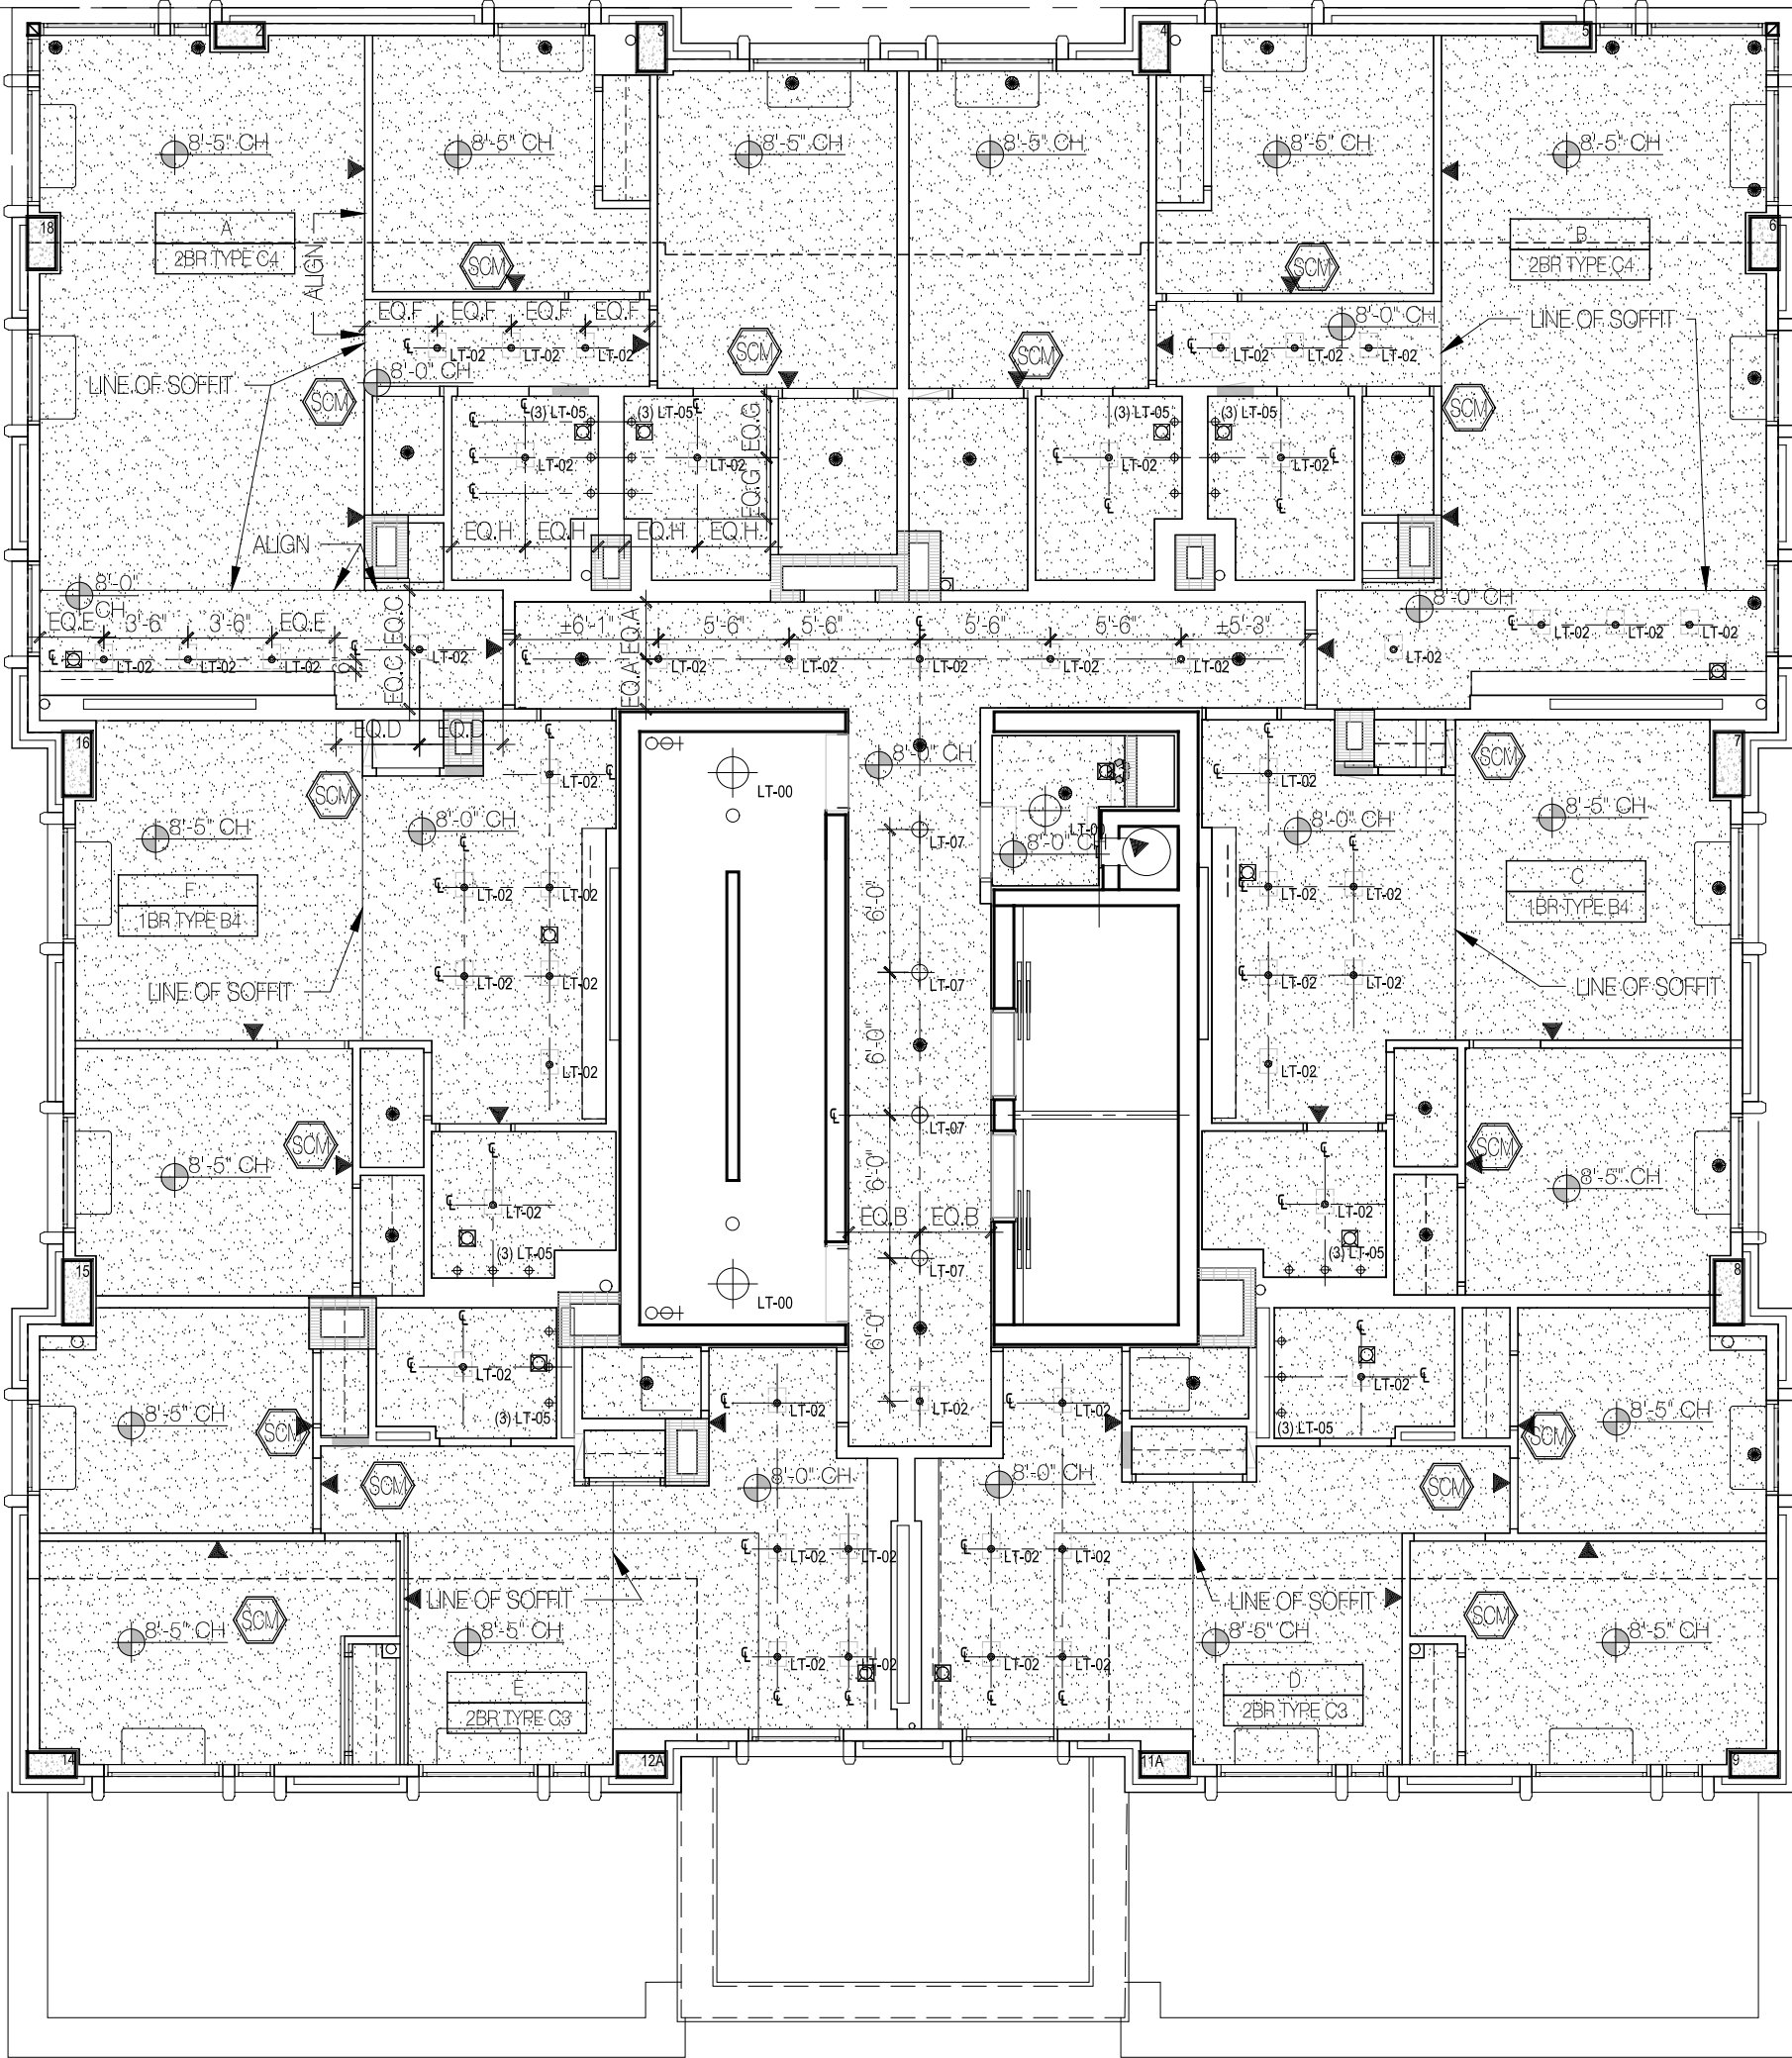 2
3
4
5
8'-5" CH
8'-5" CH
8'-5" CH
8'-5" CH
8'-5" CH
8'-5" CH
18
A
2BR TYPE C4
ALIGN
SCM
SCM
B
2BR TYPE C4
6
EQ.F
EQ.F
EQ.F
EQ.F
LT-02
LT-02
LT-02
8'-0" CH
LINE OF SOFFIT
SCM
SCM
SCM
LT-02
LT-02
LT-02
8'-0" CH
LINE OF SOFFIT
SCM
(3) LT-05
(3) LT-05
(3) LT-05
(3) LT-05
LT-02
LT-02
LT-02
LT-02
EQ.G
EQ.G
EQ.H
EQ.H
EQ.H
EQ.H
ALIGN
8'-0"
CH
EQ.E
3'-6"
3'-6"
EQ.E
LT-02
LT-02
LT-02
EQ.C
EQ.C
LT-02
EQ.D
EQ.D
EQ.A
EQ.A
±6'-1"
5'-6"
5'-6"
5'-6"
5'-6"
±5'-3"
LT-02
LT-02
LT-02
LT-02
LT-02
8'-0" CH
LT-02
LT-02
LT-02
LT-02
16
SCM
8'-5" CH
8'-0" CH
LT-02
LT-00
8'-0" CH
LT-07
8'-0" CH
8'-0" CH
SCM
7
8'-5" CH
F
1BR TYPE B4
LT-02
LT-02
LT-02
LT-02
LT-02
LINE OF SOFFIT
6'-0"
LT-07
6'-0"
LT-07
6'-0"
EQ.B
EQ.B
LT-07
6'-0"
LT-02
LT-02
LT-02
LT-02
LT-02
C
1BR TYPE B4
LINE OF SOFFIT
SCM
8'-5" CH
LT-02
(3) LT-05
LT-00
LT-02
(3) LT-05
SCM
8'-5" CH
15
8
8'-5" CH
SCM
LT-02
(3) LT-05
LT-02
LT-02
LT-02
(3) LT-05
SCM
8'-5" CH
SCM
8'-0" CH
8'-0" CH
SCM
LT-02
LT-02
LT-02
LT-02
8'-5" CH
SCM
LINE OF SOFFIT
8'-5" CH
LT-02
LT-02
LT-02
LT-02
LINE OF SOFFIT
8'-5" CH
SCM
8'-5" CH
E
2BR TYPE C3
D
2BR TYPE C3
14
12A
11A
9